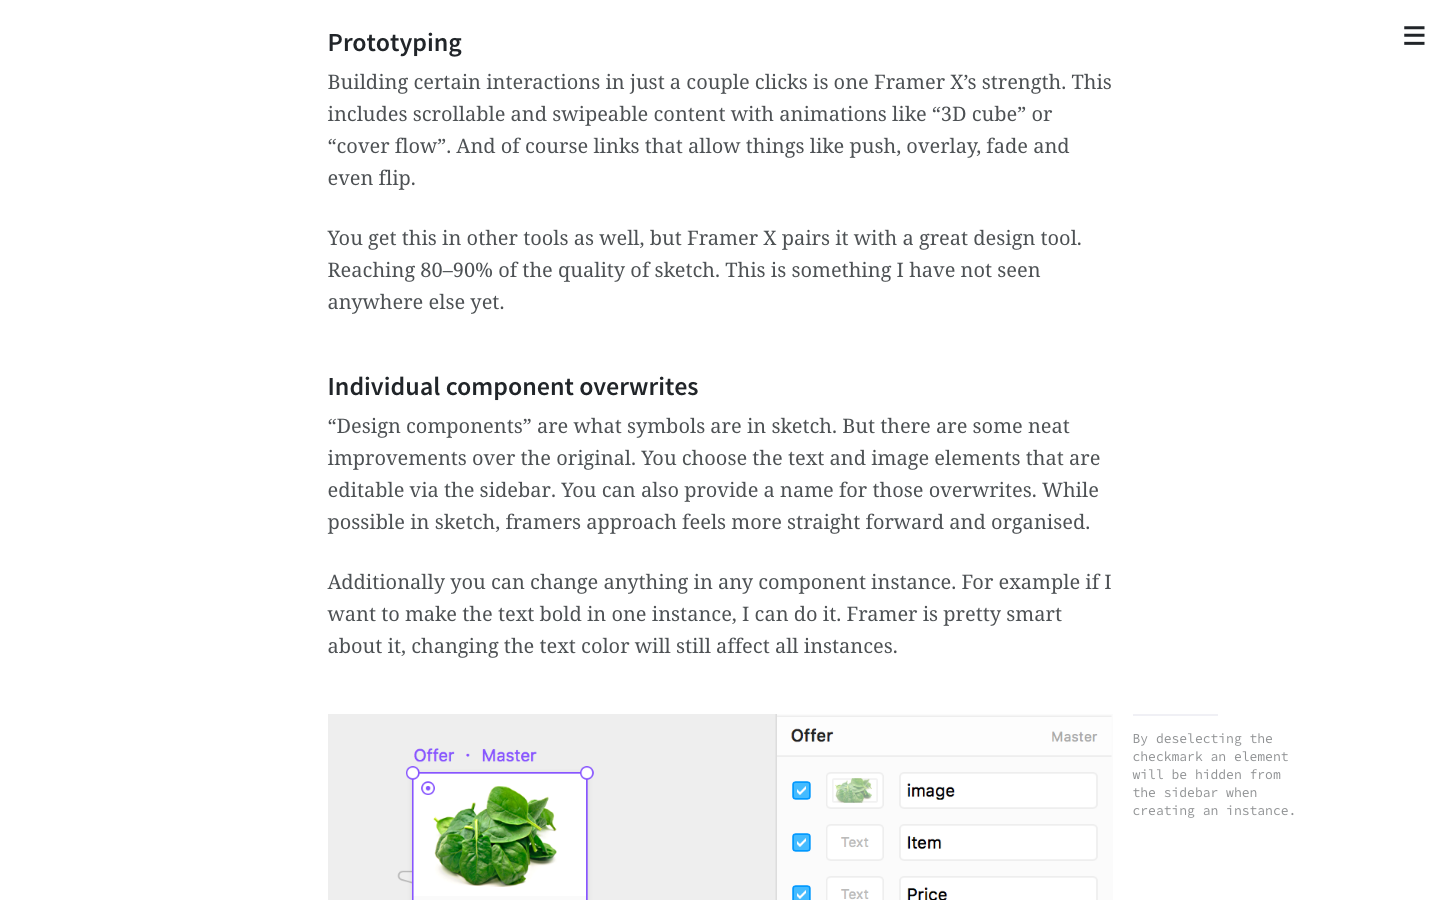 Prototyping
Building certain interactions in just a couple clicks is one Framer X’s strength. This
includes scrollable and swipeable content with animations like “3D cube” or
“cover flow”. And of course links that allow things like push, overlay, fade and
even flip.
You get this in other tools as well, but Framer X pairs it with a great design tool.
Reaching 80–90% of the quality of sketch. This is something I have not seen
anywhere else yet.
Individual component overwrites
“Design components” are what symbols are in sketch. But there are some neat
improvements over the original. You choose the text and image elements that are
editable via the sidebar. You can also provide a name for those overwrites. While
possible in sketch, framers approach feels more straight forward and organised.
Additionally you can change anything in any component instance. For example if I
want to make the text bold in one instance, I can do it. Framer is pretty smart
about it, changing the text color will still affect all instances.
Offer · Master
Offer Master
image
Text Item
Text Price
By deselecting the
checkmark an element
will be hidden from
the sidebar when
creating an instance.